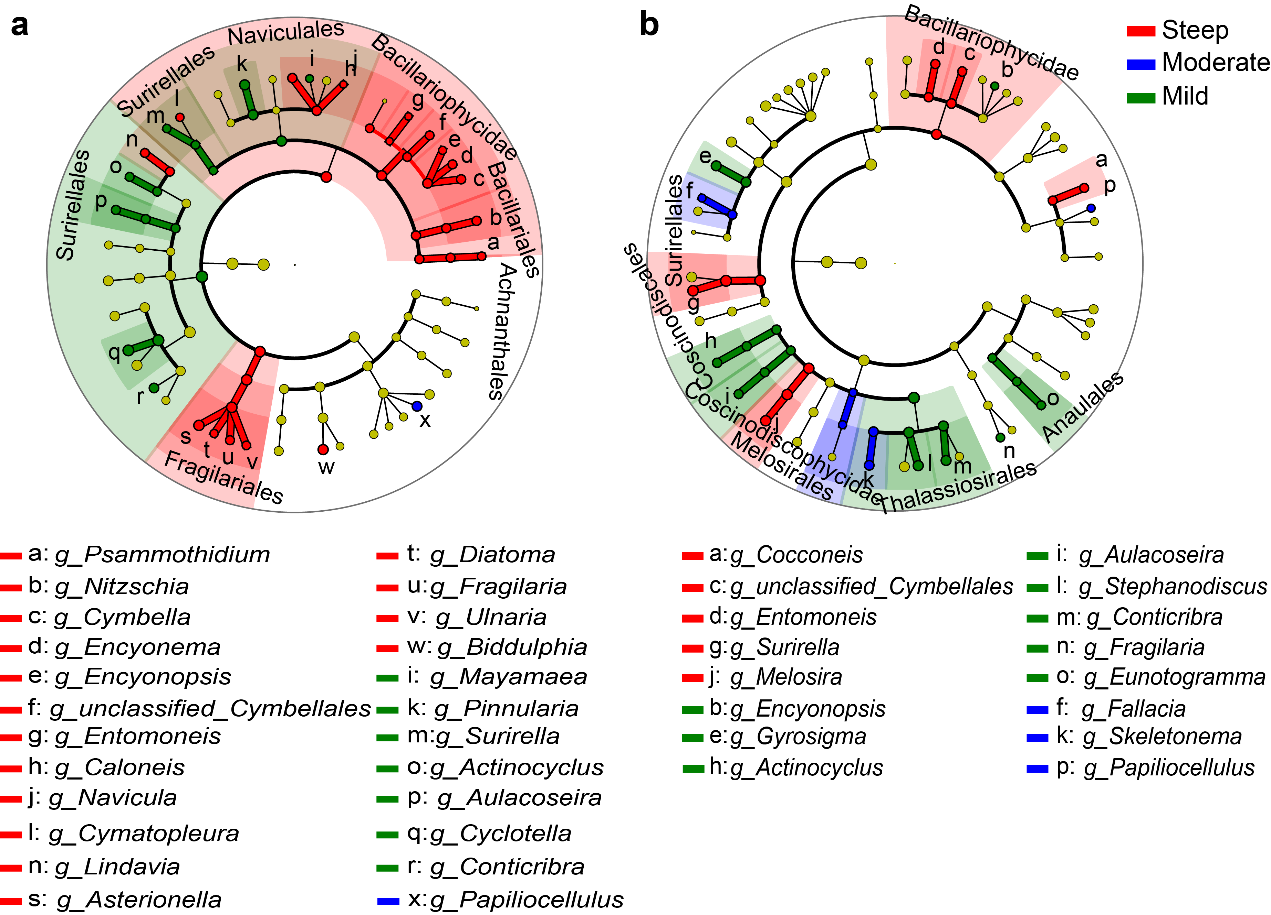 a
b
Steep
Moderate
Mild
Naviculales
Surirellales
Bacillariophycidae
Bacillariales
Achnanthales
Surirellales
Fragilariales
a
b
c
d
e
f
g
h
i
j
k
l
m
n
o
p
q
r
s
t
u
v
w
x
Bacillariophycidae
Surirellales
Coscinodiscales
Coscinodiscophycidae
Melosirales
Thalassiosirales
Anaulales
a
p
b
c
d
e
f
g
h
i
j
k
l
m
n
o
a: g_Psammothidium
b: g_Nitzschia
c: g_Cymbella
d: g_Encyonema
e: g_Encyonopsis
f: g_unclassified_Cymbellales
g: g_Entomoneis
h: g_Caloneis
j: g_Navicula
l: g_Cymatopleura
n: g_Lindavia
s: g_Asterionella
t: g_Diatoma
u: g_Fragilaria
v: g_Ulnaria
w: g_Biddulphia
i: g_Mayamaea
k: g_Pinnularia
m:g_Surirella
o: g_Actinocyclus
p: g_Aulacoseira
q:g_Cyclotella
r: g_Conticribra
x: g_Papiliocellulus
a:g_Cocconeis
c:g_unclassified_Cymbellales
d:g_Entomoneis
g:g_Surirella
j: g_Melosira
b:g_Encyonopsis
e:g_Gyrosigma
h:g_Actinocyclus
i: g_Aulacoseira
l: g_Stephanodiscus
m: g_Conticribra
n: g_Fragilaria
o: g_Eunotogramma
f: g_Fallacia
k: g_Skeletonema
p: g_Papiliocellulus